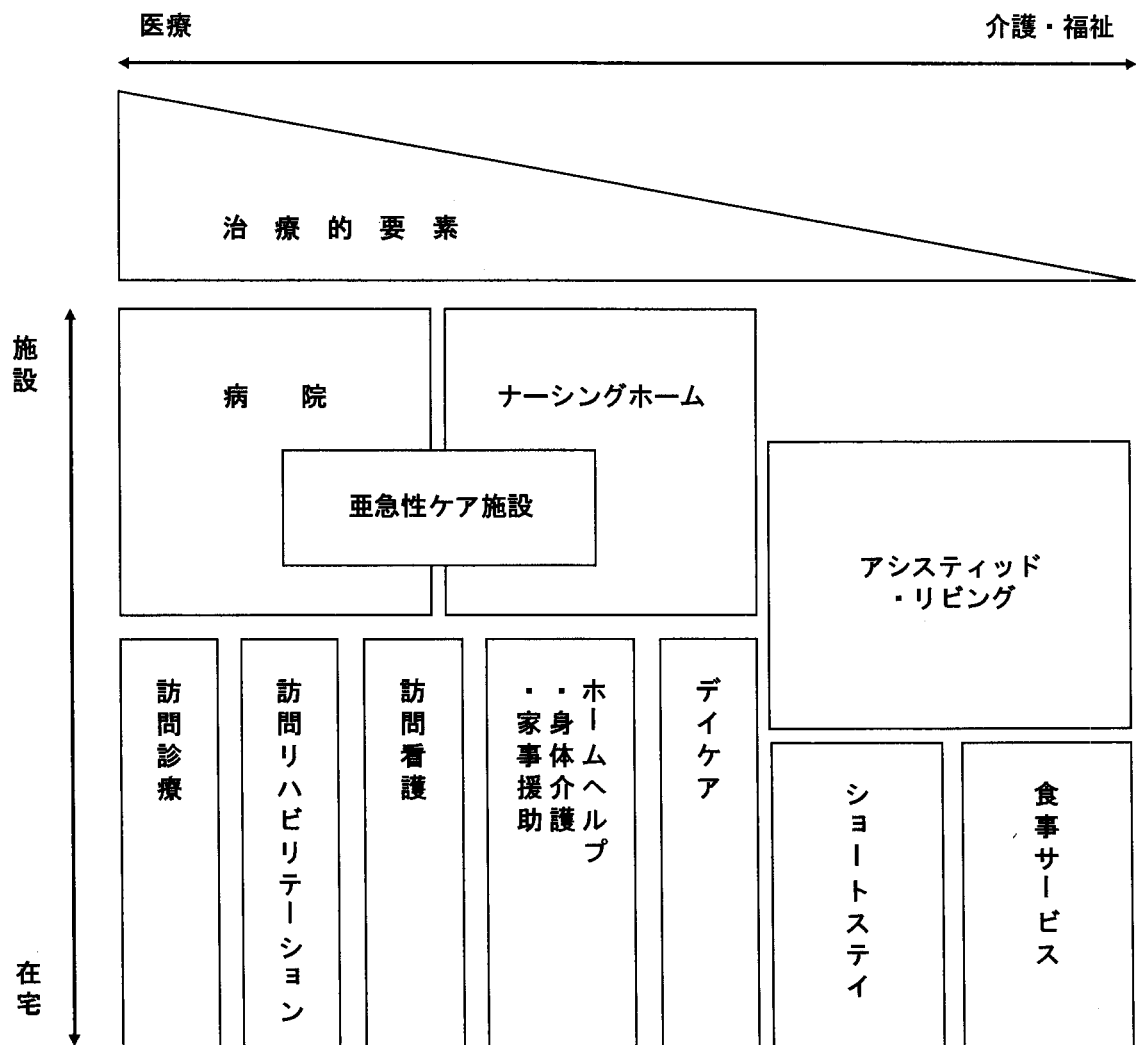 医療
介護・福祉
治療的要素
施設
病院
ナーシングホーム
亜急性ケア施設
アシスティッド
・リビング
訪問診療
訪問リハビリテーション
訪問看護
ホームヘルプ
・身体介護
・家事援助
デイケア
ショートステイ
食事サービス
在宅